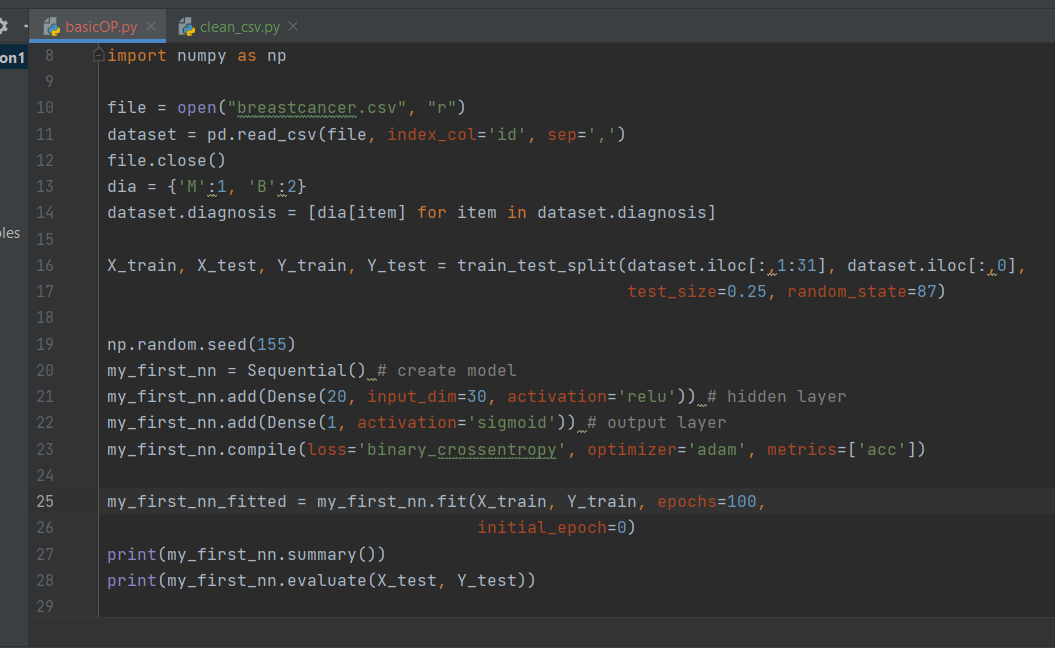 basicOP.py × clean_csv.py ×
on1
8 import numpy as np
9
10 file = open("breastcancer.csv", "r")
11 dataset = pd.read_csv(file, index_col='id', sep=',')
12 file.close()
13 dia = {'M':1, 'B':2}
14 dataset.diagnosis = [dia[item] for item in dataset.diagnosis]
les
15
16 X_train, X_test, Y_train, Y_test = train_test_split(dataset.iloc[:,1:31], dataset.iloc[:,0],
17 test_size=0.25, random_state=87)
18
19 np.random.seed(155)
20 my_first_nn = Sequential() # create model
21 my_first_nn.add(Dense(20, input_dim=30, activation='relu')) # hidden layer
22 my_first_nn.add(Dense(1, activation='sigmoid')) # output layer
23 my_first_nn.compile(loss='binary_crossentropy', optimizer='adam', metrics=['acc'])
24
25 my_first_nn_fitted = my_first_nn.fit(X_train, Y_train, epochs=100,
26 initial_epoch=0)
27 print(my_first_nn.summary())
28 print(my_first_nn.evaluate(X_test, Y_test))
29